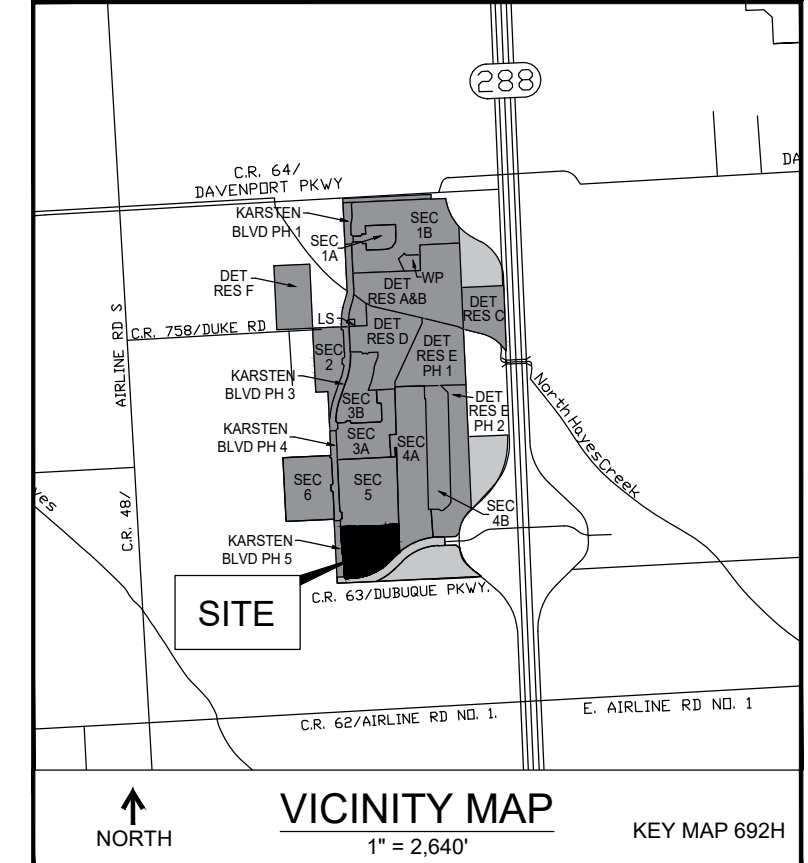 288
C.R. 64/
DAVENPORT PKWY
DA
KARSTEN
BLVD PH 1
SEC
1B
SEC
1A
WP
DET
RES F
DET
RES A&B
DET
RES C
LS
C.R. 758/DUKE RD
DET
RES D
DET
RES E
PH 1
AIRLINE RD S
SEC
2
KARSTEN
BLVD PH 3
SEC
3B
DET
RES E
PH 2
North Hayes Creek
KARSTEN
BLVD PH 4
SEC
3A
SEC
4A
SEC
6
SEC
5
SEC
4B
yes
C.R. 48/
KARSTEN
BLVD PH 5
SITE
C.R. 63/DUBUQUE PKWY.
C.R. 62/AIRLINE RD NO. 1.
E. AIRLINE RD NO. 1
NORTH
VICINITY MAP
1" = 2,640'
KEY MAP 692H